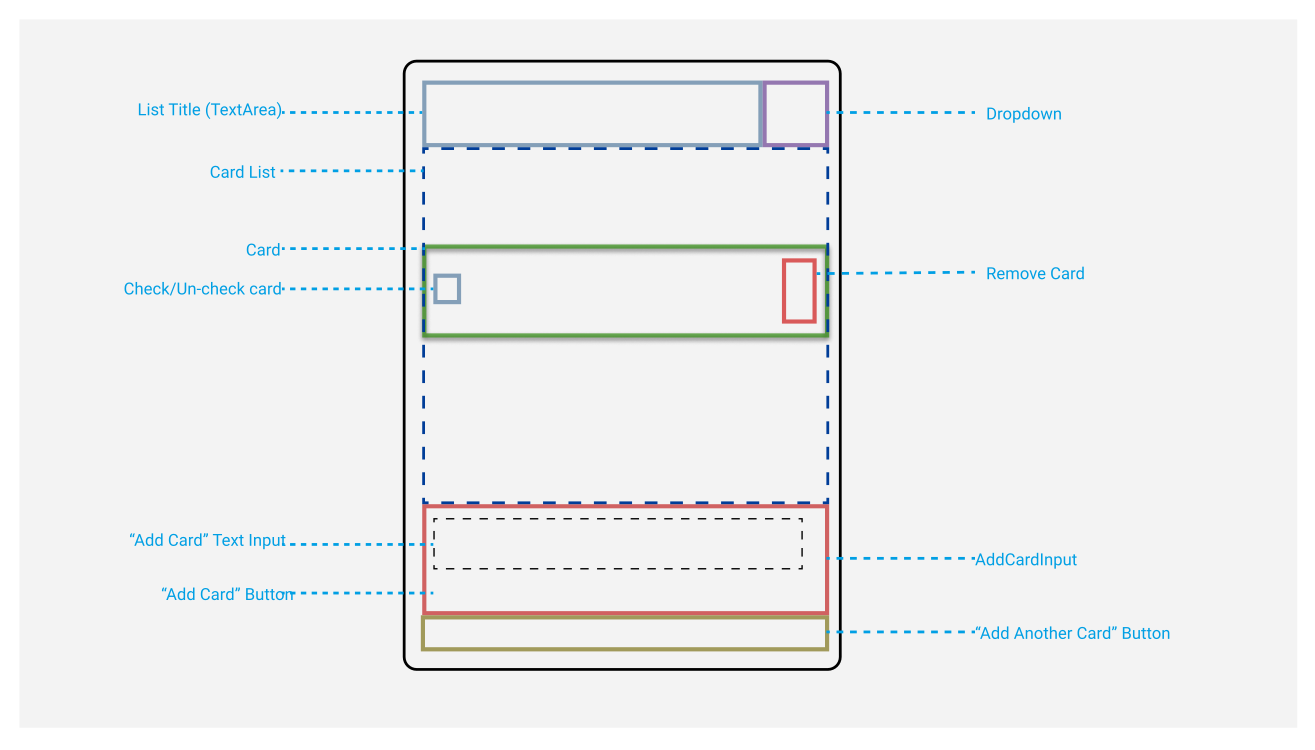 List Title (TextArea)
Dropdown
Card List
Card
Remove Card
Check/Un-check card
“Add Card” Text Input
AddCardInput
“Add Card” Button
“Add Another Card” Button